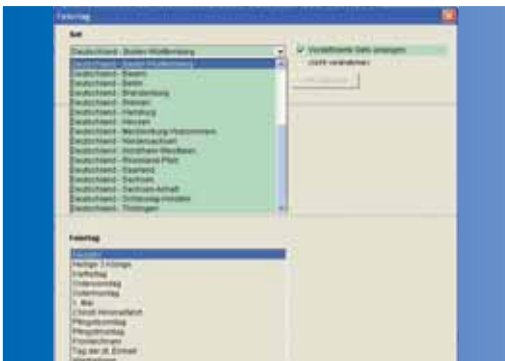 Feiertag
Set
Deutschland - Baden-Württemberg
Vordefinierte Sets anzeigen
(nicht veränderbar)
Deutschland - Baden-Württemberg
Deutschland - Bayern
Deutschland - Berlin
Deutschland - Brandenburg
Deutschland - Bremen
Deutschland - Hamburg
Deutschland - Hessen
Deutschland - Mecklenburg-Vorpommern
Deutschland - Niedersachsen
Deutschland - Nordrhein-Westfalen
Deutschland - Rheinland-Pfalz
Deutschland - Saarland
Deutschland - Sachsen
Deutschland - Sachsen-Anhalt
Deutschland - Schleswig-Holstein
Deutschland - Thüringen
Feiertag
Neujahr
Heilige 3 Könige
Karfreitag
Ostersonntag
Ostermontag
1. Mai
Christi Himmelfahrt
Pfingstsonntag
Pfingstmontag
Fronleichnam
Tag der dt. Einheit